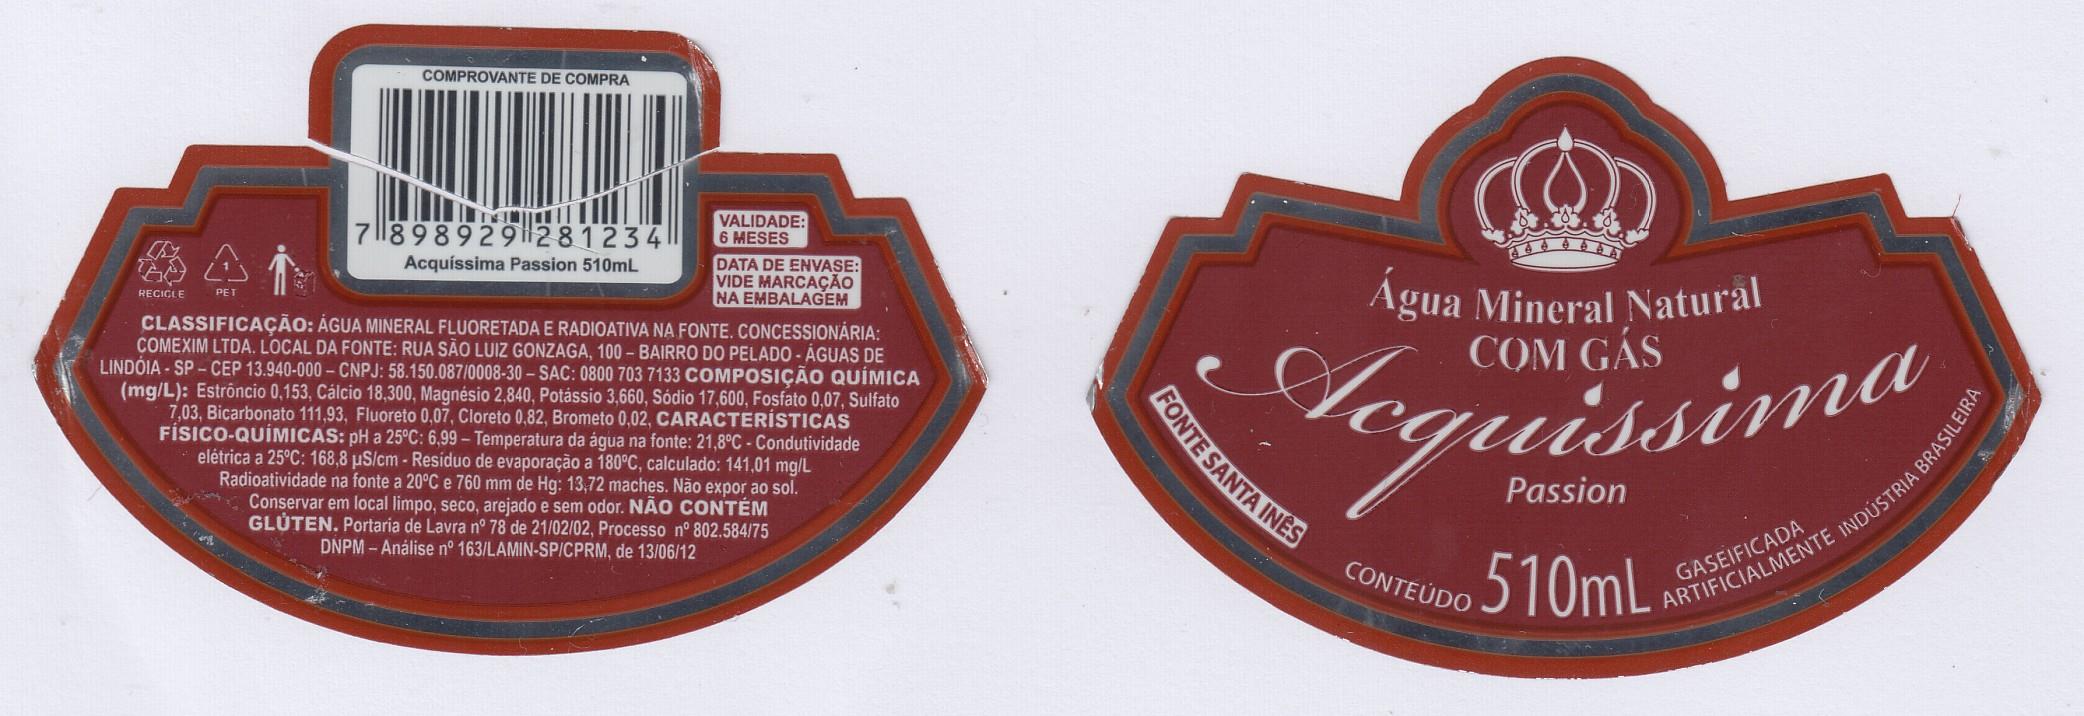 COMPROVANTE DE COMPRA
7 898929 281234
Acquíssima Passion 510mL
VALIDADE:
6 MESES
DATA DE ENVASE:
VIDE MARCAÇÃO
NA EMBALAGEM
RECICLE
1
PET
CLASSIFICAÇÃO: ÁGUA MINERAL FLUORETADA E RADIOATIVA NA FONTE. CONCESSIONÁRIA:
COMEXIM LTDA. LOCAL DA FONTE: RUA SÃO LUIZ GONZAGA, 100 – BAIRRO DO PELADO - ÁGUAS DE
LINDÓIA - SP – CEP 13.940-000 – CNPJ: 58.150.087/0008-30 – SAC: 0800 703 7133 COMPOSIÇÃO QUÍMICA
(mg/L): Estrôncio 0,153, Cálcio 18,300, Magnésio 2,840, Potássio 3,660, Sódio 17,600, Fosfato 0,07, Sulfato
7,03, Bicarbonato 111,93, Fluoreto 0,07, Cloreto 0,82, Brometo 0,02, CARACTERÍSTICAS
FÍSICO-QUÍMICAS: pH a 25ºC: 6,99 – Temperatura da água na fonte: 21,8ºC - Condutividade
elétrica a 25ºC: 168,8 µS/cm - Resíduo de evaporação a 180ºC, calculado: 141,01 mg/L
Radioatividade na fonte a 20ºC e 760 mm de Hg: 13,72 maches. Não expor ao sol.
Conservar em local limpo, seco, arejado e sem odor. NÃO CONTÉM
GLÚTEN. Portaria de Lavra nº 78 de 21/02/02, Processo nº 802.584/75
DNPM – Análise nº 163/LAMIN-SP/CPRM, de 13/06/12
Água Mineral Natural
COM GÁS
Acquissima
Passion
FONTE SANTA INÊS
CONTEÚDO 510mL
GASEIFICADA
ARTIFICIALMENTE INDÚSTRIA BRASILEIRA